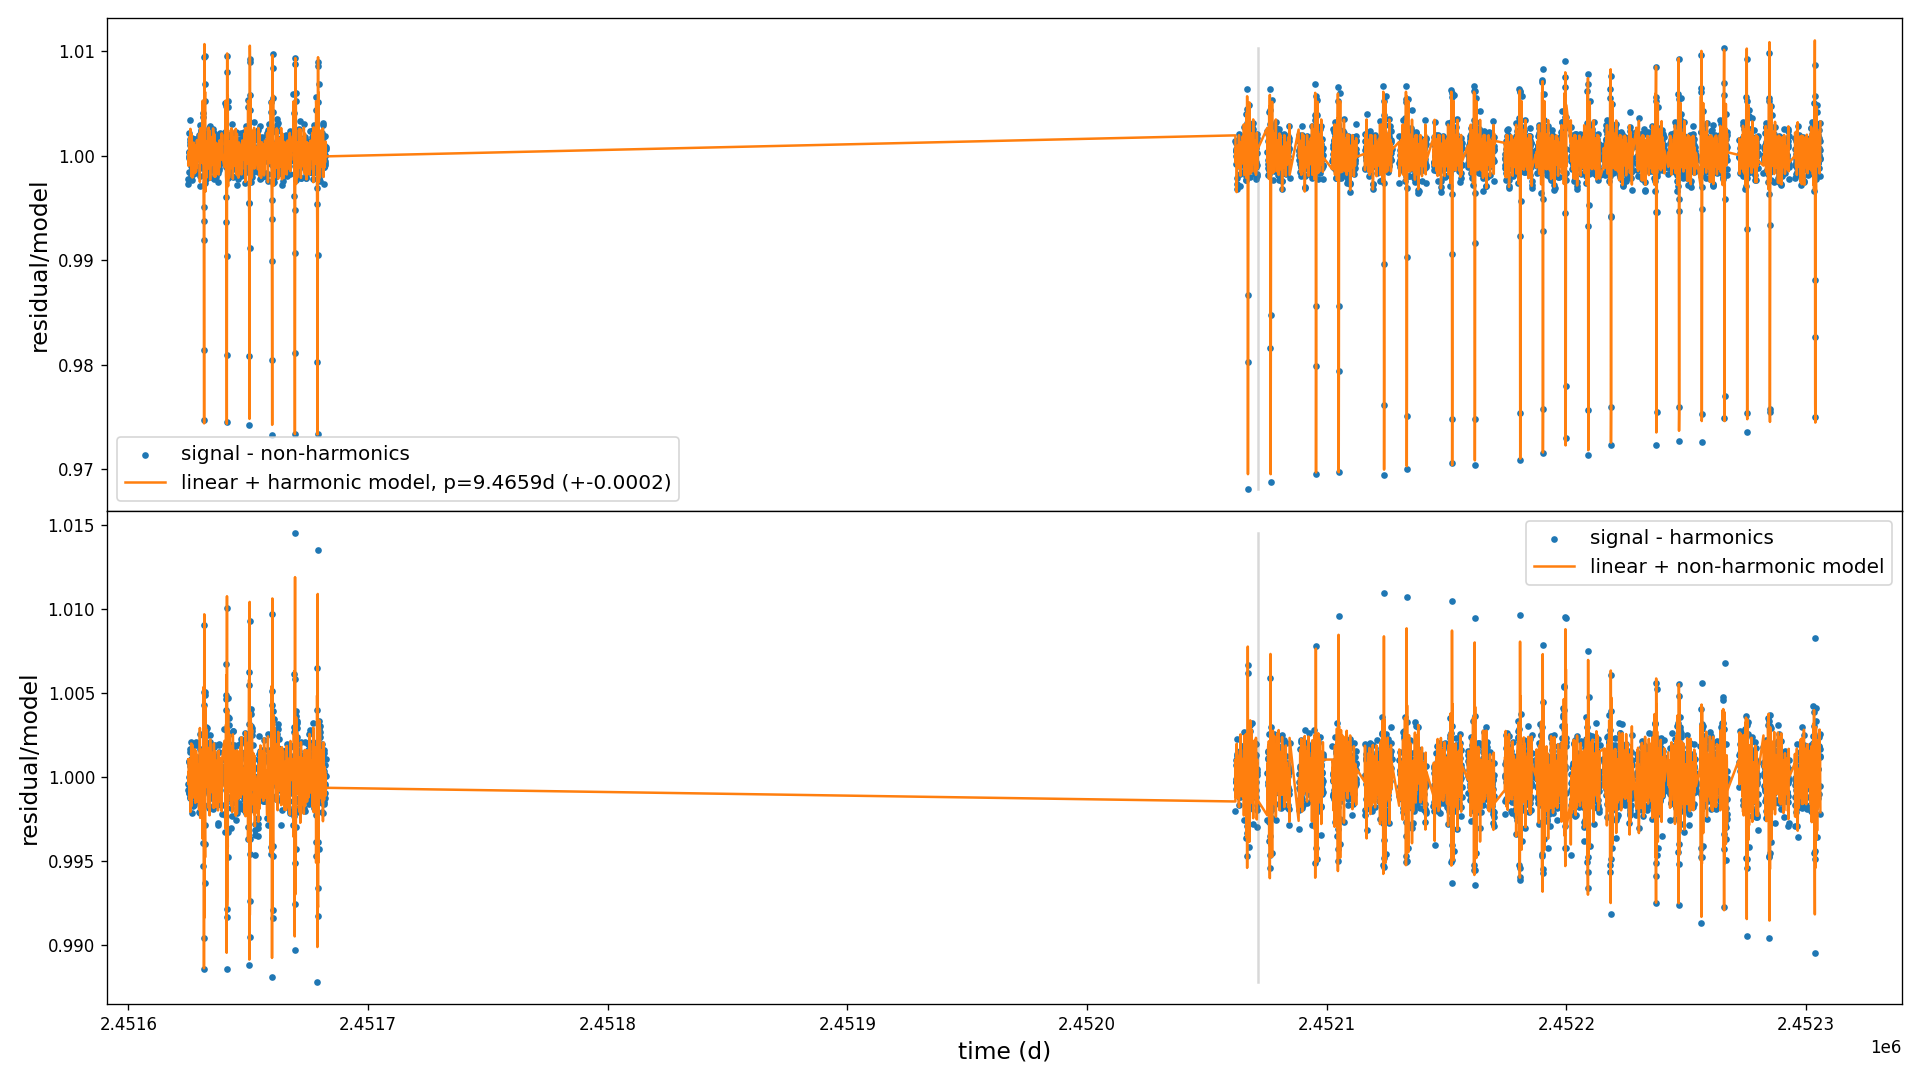 1.01
1.00
0.99
0.98
0.97
residual/model
signal - non-harmonics
linear + harmonic model, p=9.4659d (+-0.0002)
1.015
1.010
1.005
1.000
0.995
0.990
residual/model
signal - harmonics
linear + non-harmonic model
2.4516 2.4517 2.4518 2.4519 2.4520 2.4521 2.4522 2.4523
1e6
time (d)